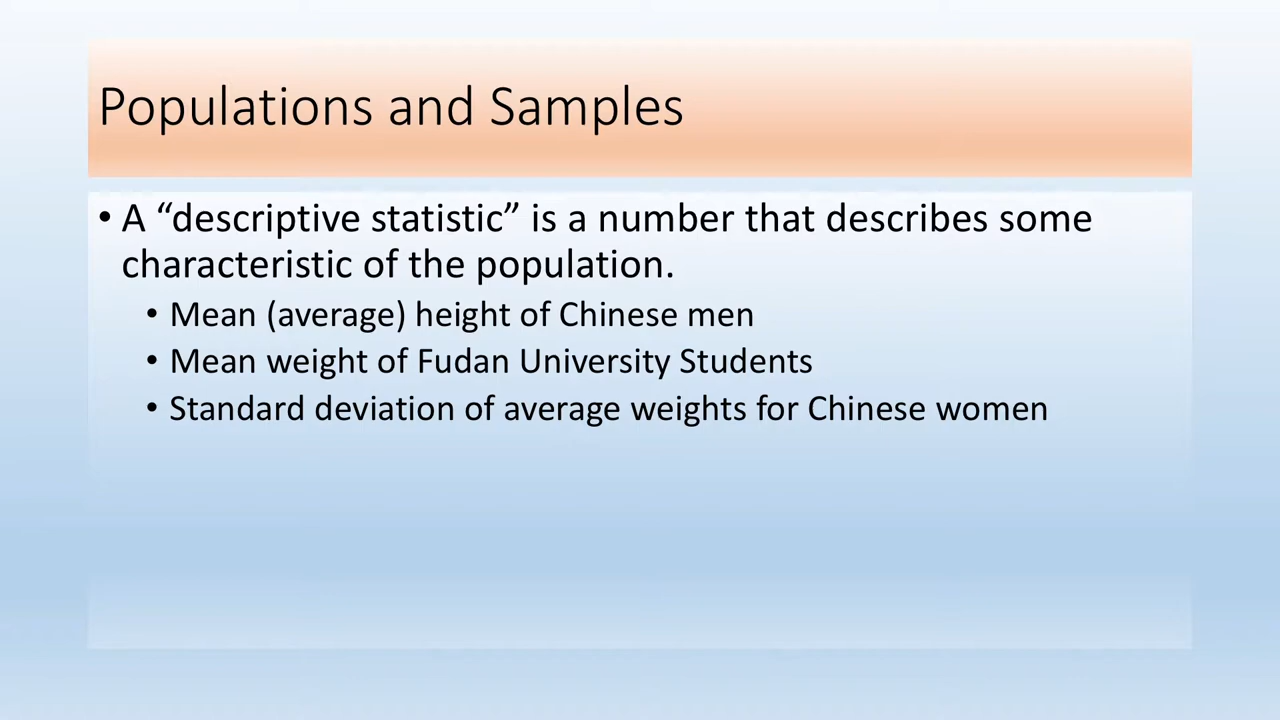 Populations and Samples
• A “descriptive statistic” is a number that describes some
characteristic of the population.
• Mean (average) height of Chinese men
• Mean weight of Fudan University Students
• Standard deviation of average weights for Chinese women